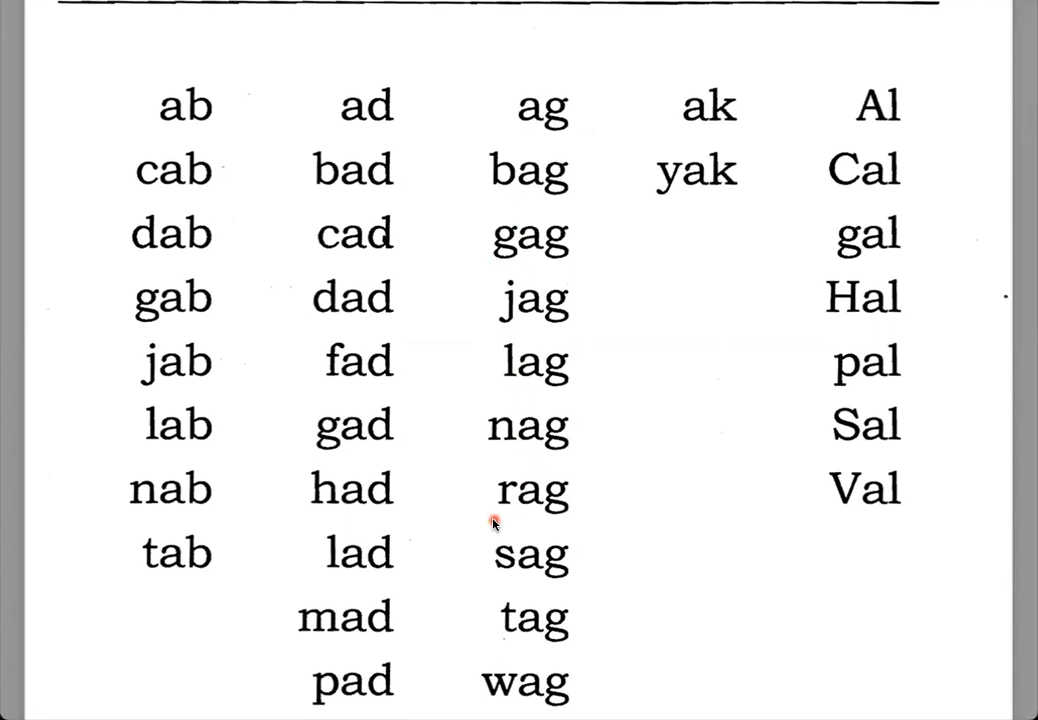 ab ad ag ak Al
cab bad bag yak Cal
dab cad gag gal
gab dad jag Hal
jab fad lag pal
lab gad nag Sal
nab had rag Val
tab lad sag
mad tag
pad wag